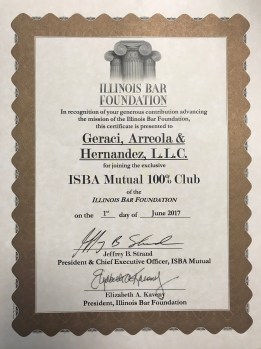 ILLINOIS BAR
FOUNDATION
In recognition of your generous contribution advancing
the mission of the Illinois Bar Foundation,
this certificate is presented to
Geraci, Arreola &
Hernandez, L.L.C.
for joining the exclusive
ISBA Mutual 100% Club
of the
ILLINOIS BAR FOUNDATION
on the 1st day of June 2017
Jeffrey B Strand
Jeffrey B. Strand
President & Chief Executive Officer, ISBA Mutual
Elizabeth A. Kaveny
President, Illinois Bar Foundation